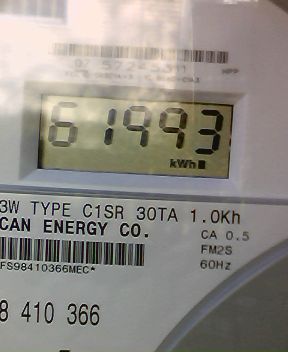 61993
kWh
3W TYPE C1SR 30TA 1.0Kh
CAN ENERGY CO.
CA 0.5
FM2S
60Hz
FS98410366MEC*
8 410 366